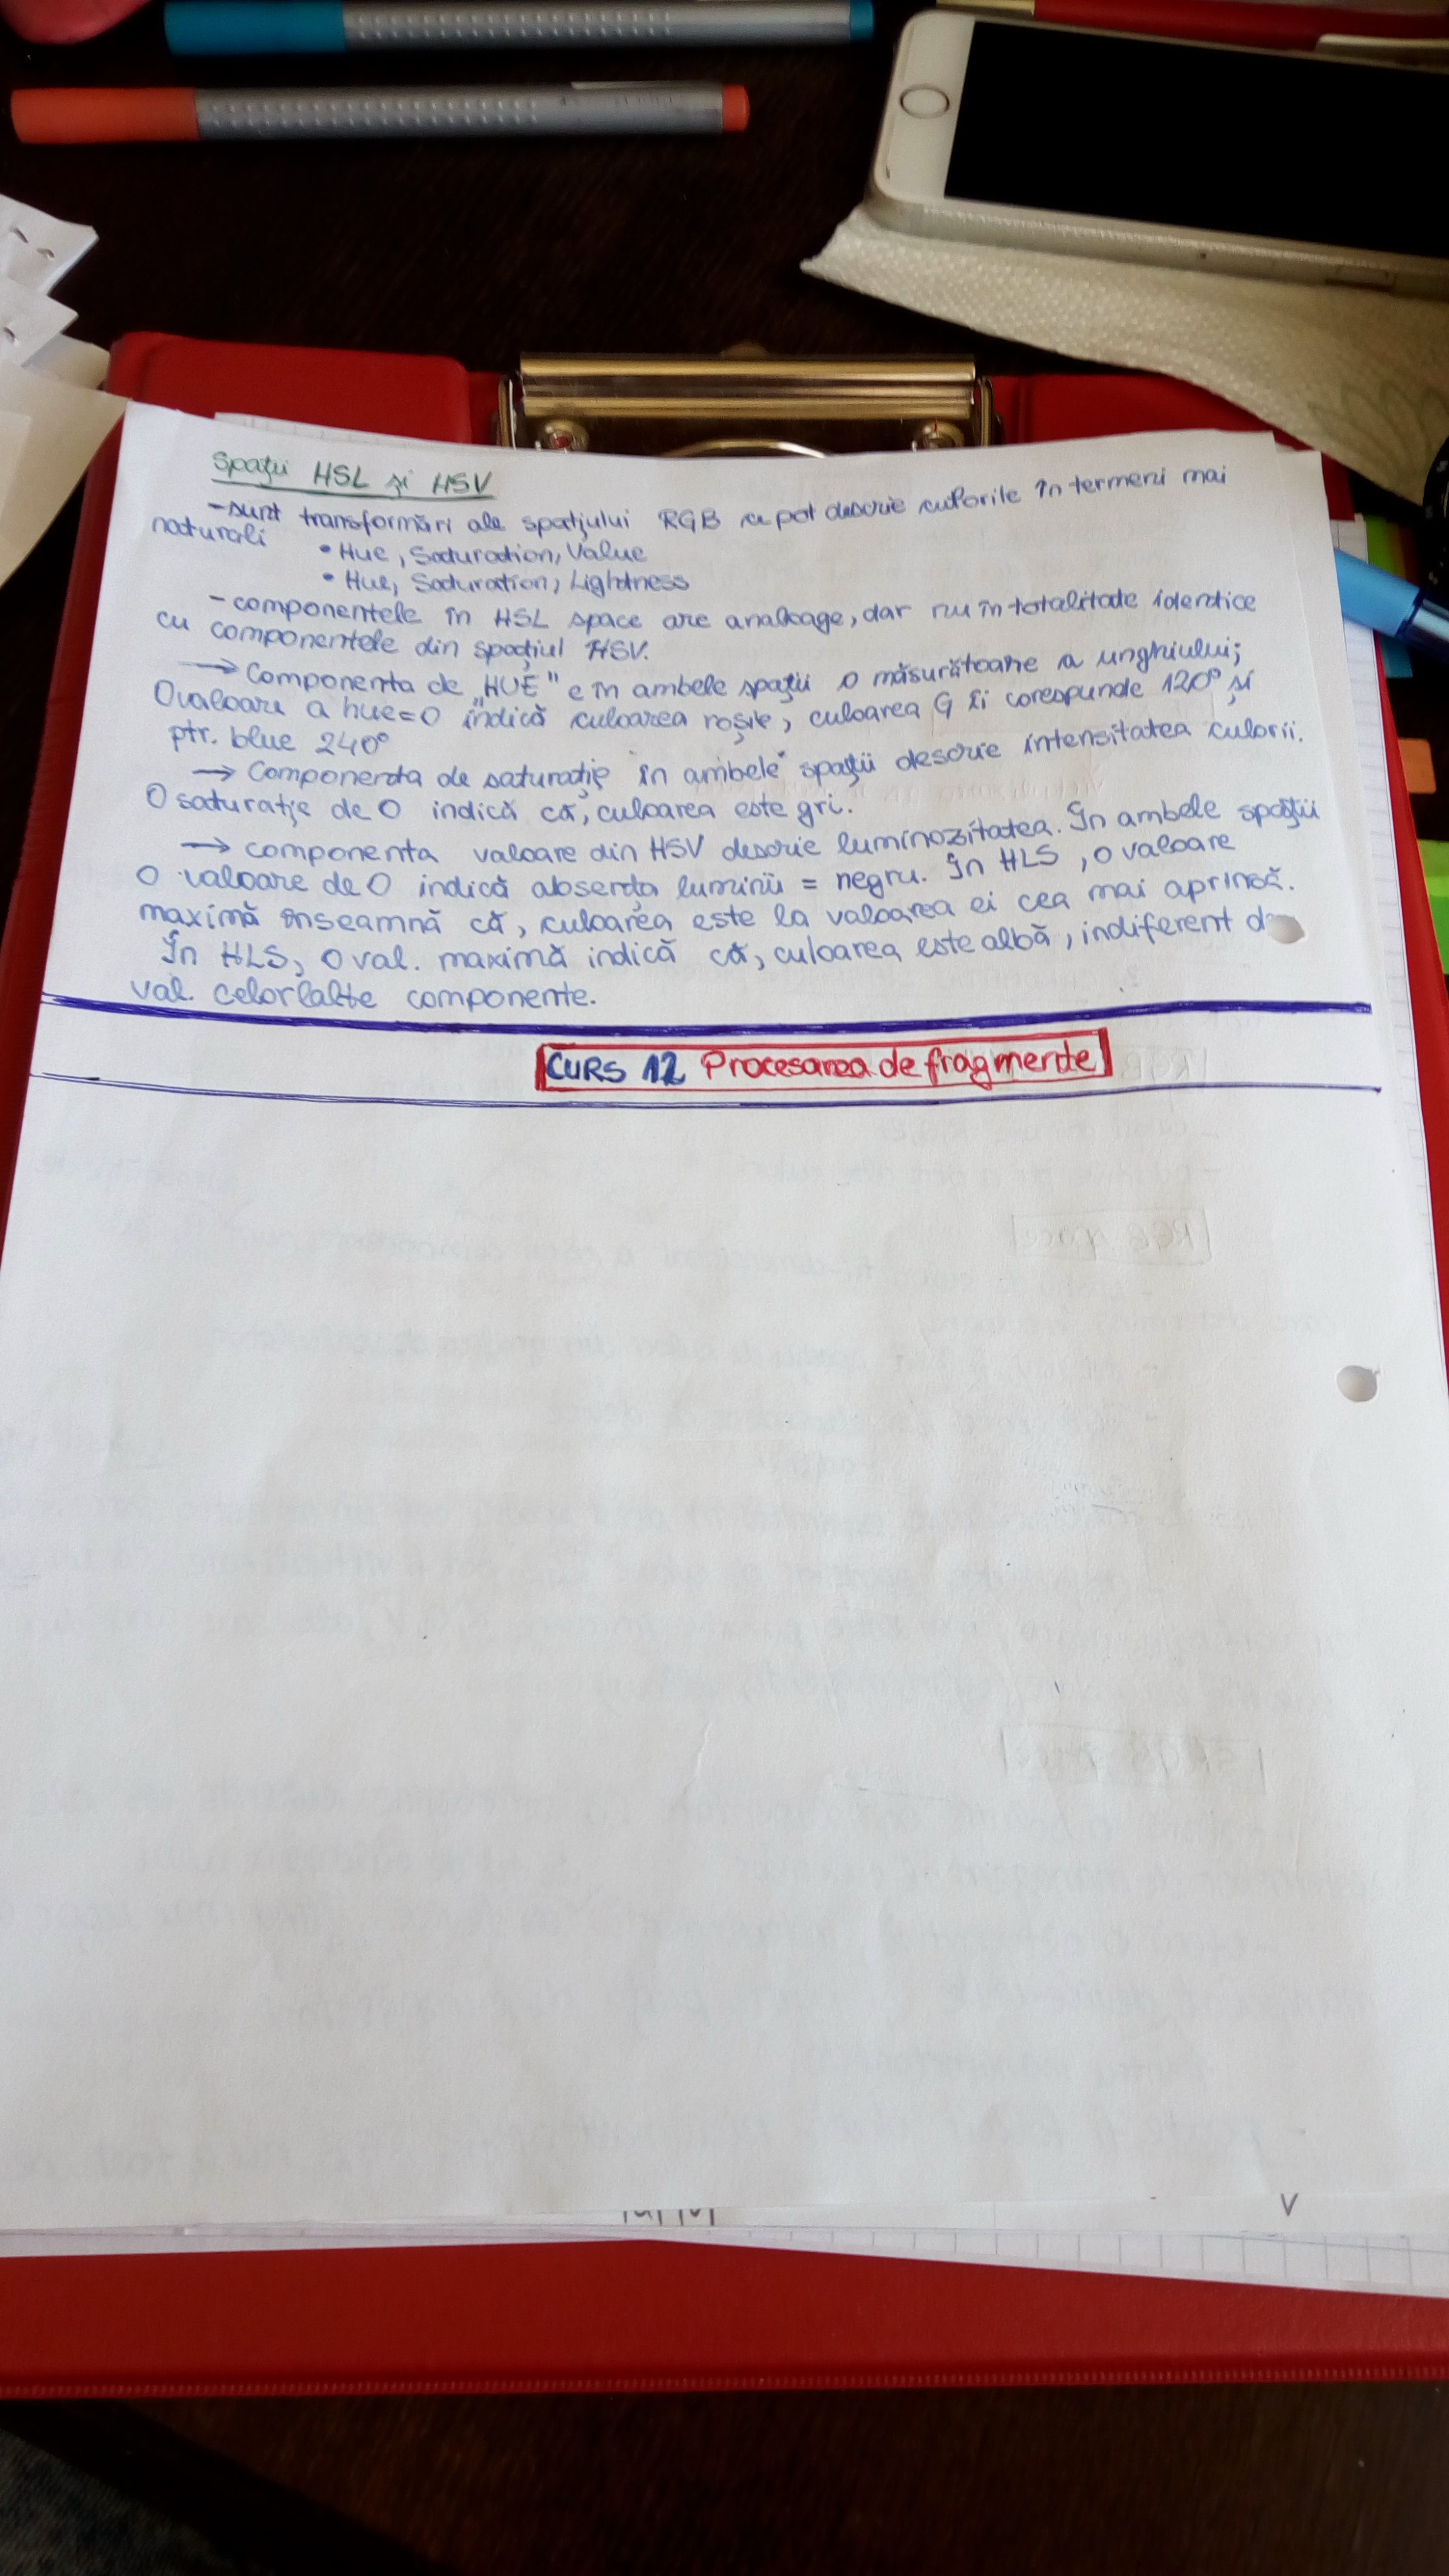 Spații HSL și HSV
-sunt transformări ale spațiului RGB ce pot descrie culorile în termeni mai
naturali
• Hue, Saturation, Value
• Hue, Saturation, Lightness
- componentele în HSL space are analoage, dar nu în totalitate identice
cu componentele din spațiul HSV.
→ Componenta de „HUE" e în ambele spații o măsurătoare a unghiului;
O valoare a hue=0 indică culoarea roșie, culoarea G îi corespunde 120° și
ptr. blue 240°
→ Componenta de saturație în ambele spații descrie intensitatea culorii.
O saturație de 0 indică că, culoarea este gri.
→ componenta valoare din HSV descrie luminozitatea. În ambele spații
o valoare de 0 indică absența luminii = negru. În HLS, o valoare
maximă înseamnă că, culoarea este la valoarea ei cea mai aprinsă.
În HLS, o val. maximă indică că, culoarea este albă, indiferent d
val. celorlalte componente.
CURS 12 Procesarea de fragmente
V